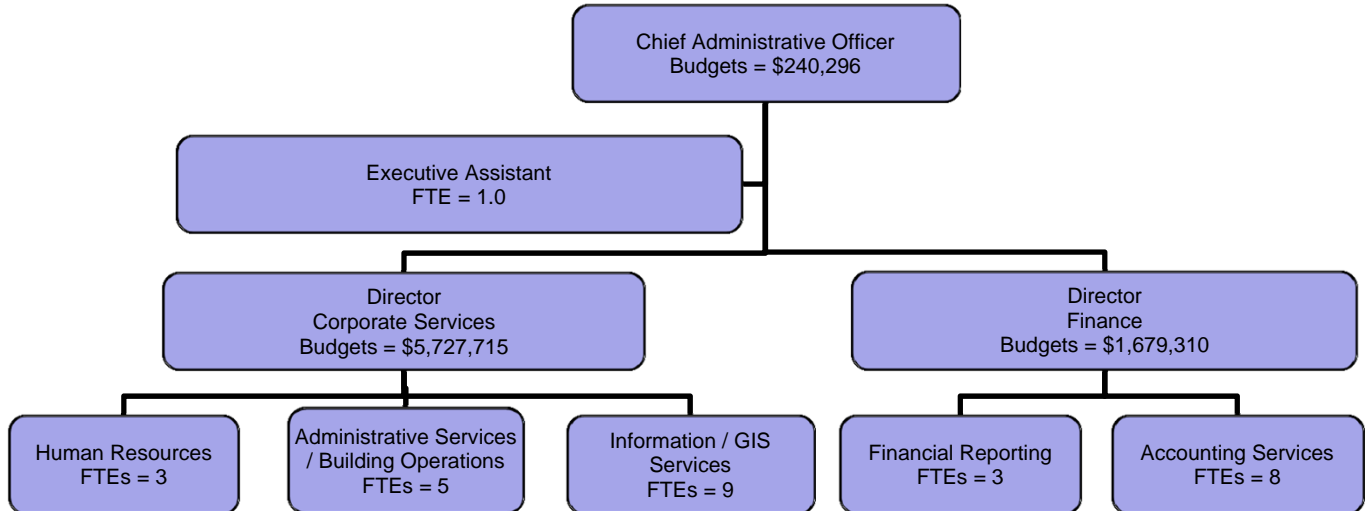 Chief Administrative Officer
Budgets = $240,296
Executive Assistant
FTE = 1.0
Director
Corporate Services
Budgets = $5,727,715
Director
Finance
Budgets = $1,679,310
Human Resources
FTEs = 3
Administrative Services
/ Building Operations
FTEs = 5
Information / GIS
Services
FTEs = 9
Financial Reporting
FTEs = 3
Accounting Services
FTEs = 8